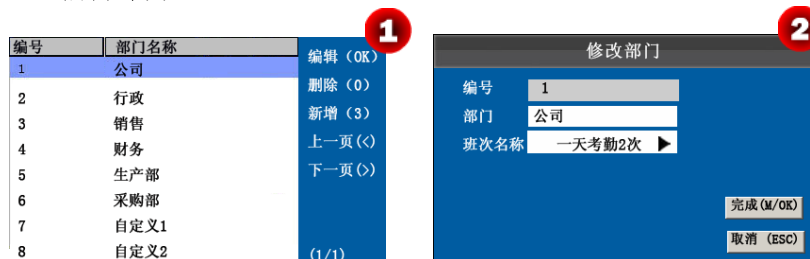 1
编号 部门名称
1 公司
2 行政
3 销售
4 财务
5 生产部
6 采购部
7 自定义1
8 自定义2
编辑（OK）
删除（0）
新增（3）
上一页(<)
下一页(>)
(1/1)
2
修改部门
编号 1
部门 公司
班次名称 一天考勤2次 ▶
完成(M/OK)
取消 (ESC)